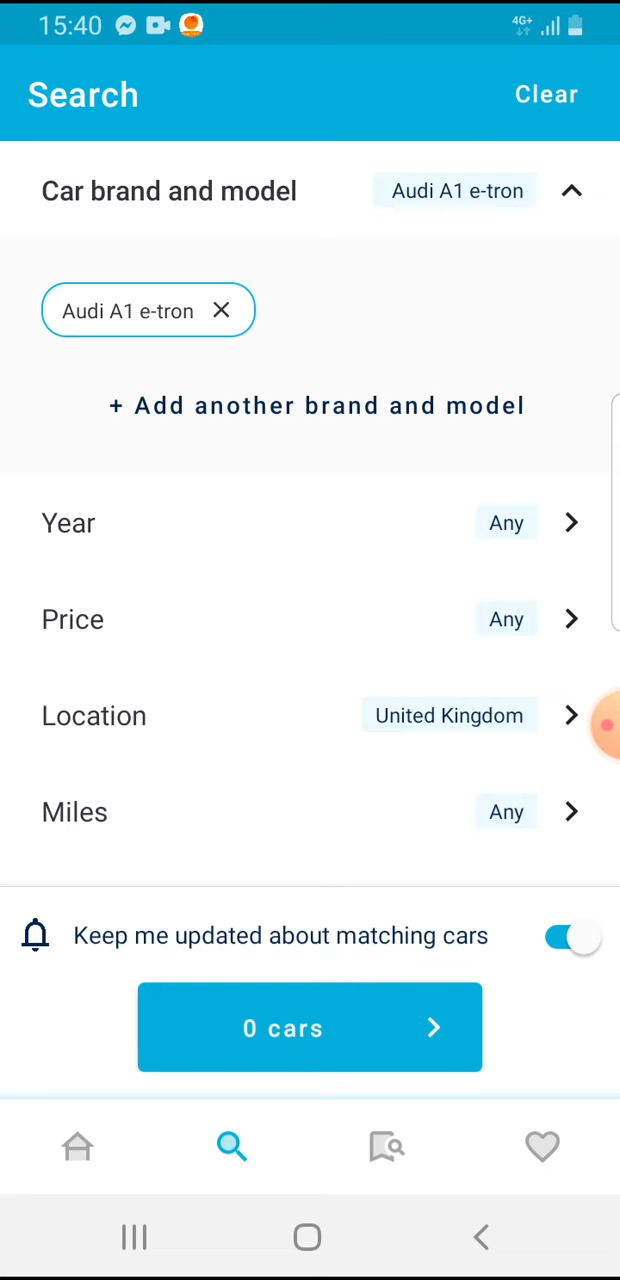 15:40
4G+
Search
Clear
Car brand and model
Audi A1 e-tron
Audi A1 e-tron
+ Add another brand and model
Year
Any
Price
Any
Location
United Kingdom
Miles
Any
Keep me updated about matching cars
0 cars